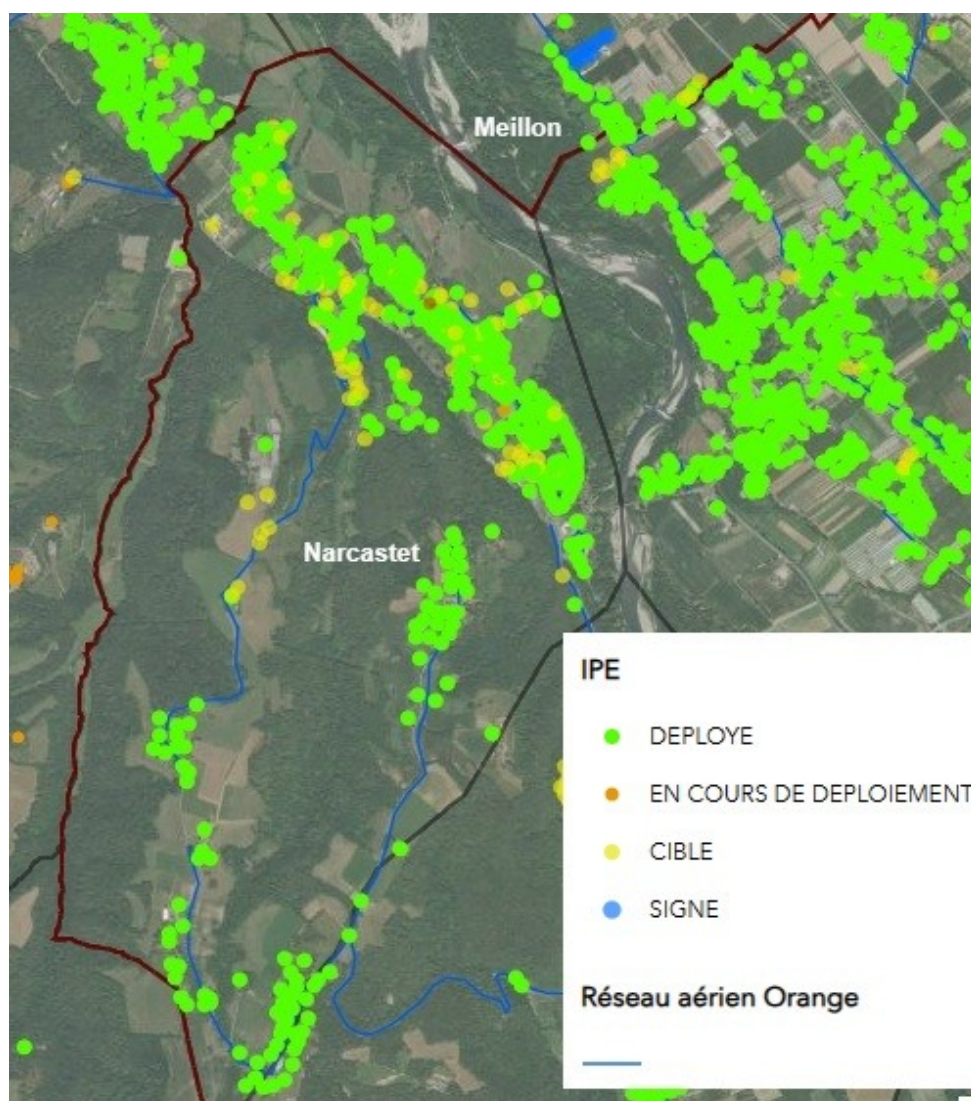 Meillon
Narcastet
IPE
DEPLOYE
EN COURS DE DEPLOIEMENT
CIBLE
SIGNE
Réseau aérien Orange